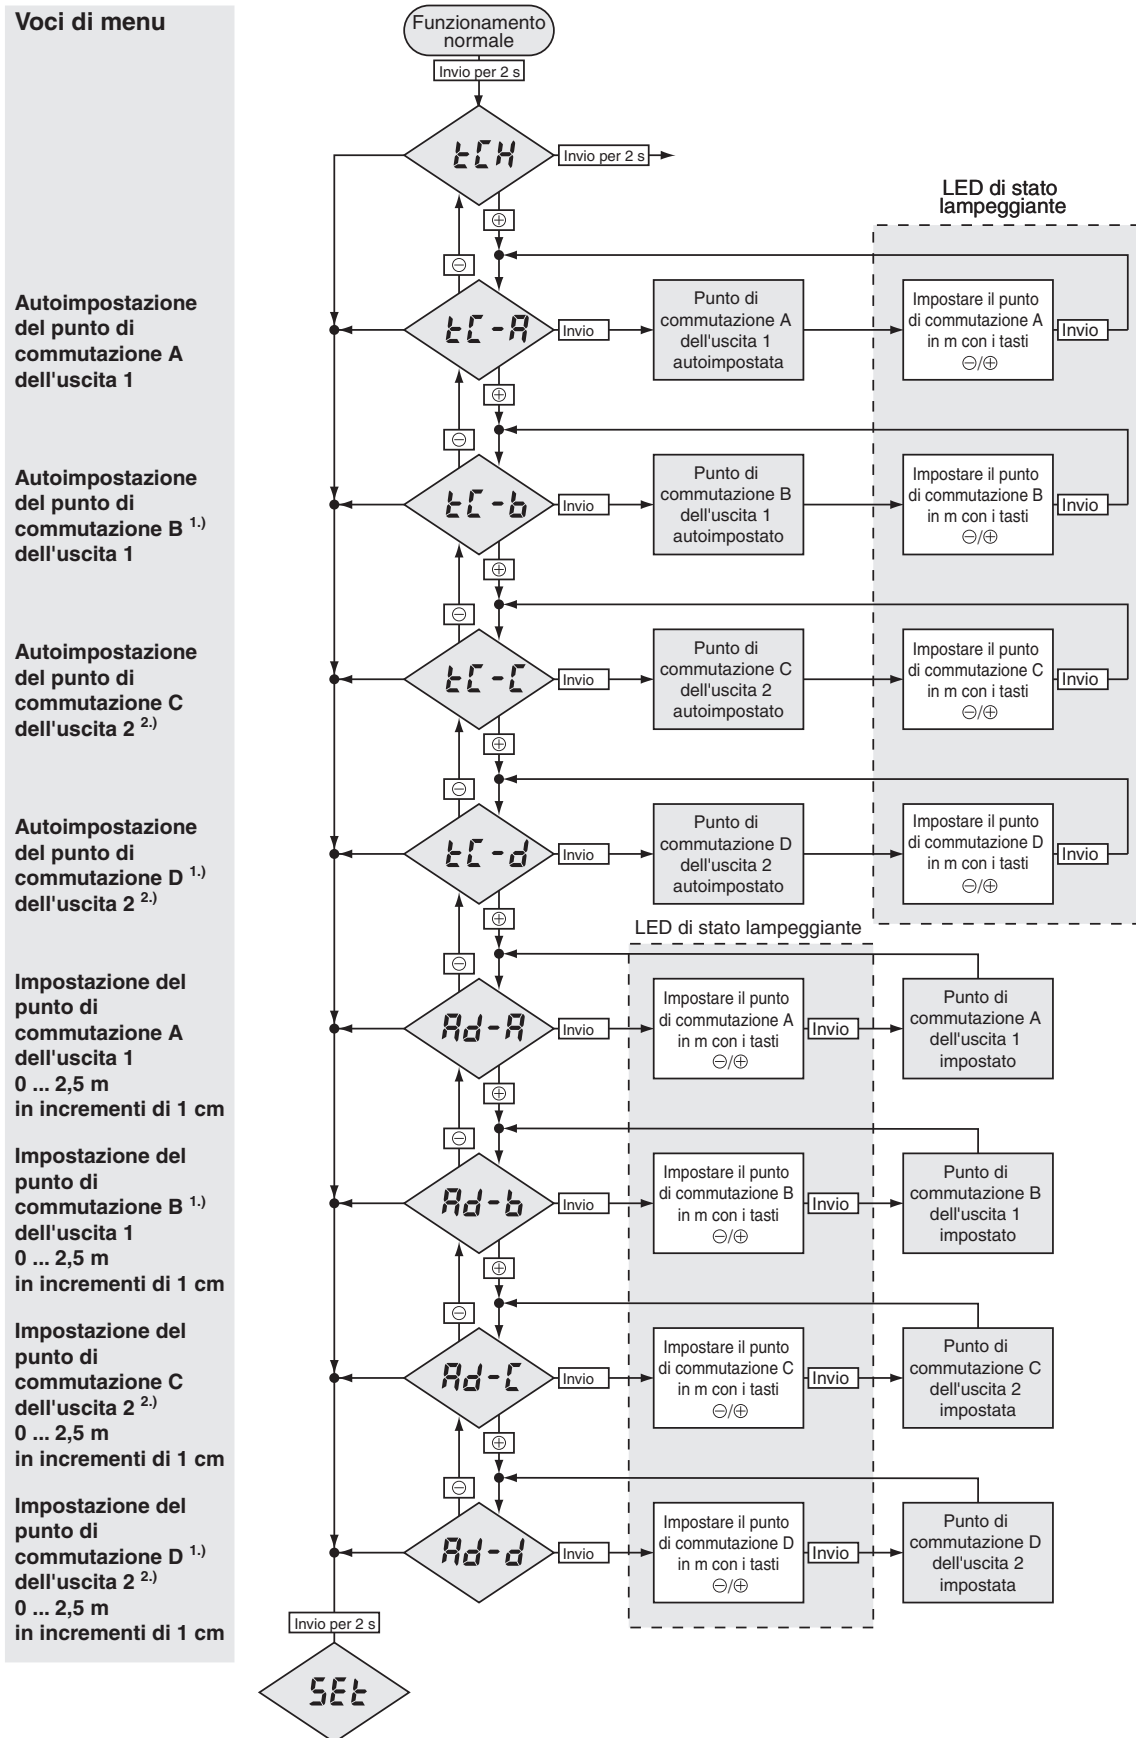 Voci di menu
Funzionamento
normale
Invio per 2 s
tCH
Invio per 2 s
LED di stato
lampeggiante
⊕
⊖
Autoimpostazione
del punto di
commutazione A
dell'uscita 1
tC-A
Invio
Punto di
commutazione A
dell'uscita 1
autoimpostata
Impostare il punto
di commutazione A
in m con i tasti
⊖/⊕
Invio
⊕
⊖
Autoimpostazione
del punto di
commutazione B 1.)
dell'uscita 1
tC-b
Invio
Punto di
commutazione B
dell'uscita 1
autoimpostato
Impostare il punto
di commutazione B
in m con i tasti
⊖/⊕
Invio
⊕
⊖
Autoimpostazione
del punto di
commutazione C
dell'uscita 2 2.)
tC-C
Invio
Punto di
commutazione C
dell'uscita 2
autoimpostato
Impostare il punto
di commutazione C
in m con i tasti
⊖/⊕
Invio
⊕
⊖
Autoimpostazione
del punto di
commutazione D 1.)
dell'uscita 2 2.)
tC-d
Invio
Punto di
commutazione D
dell'uscita 2
autoimpostato
Impostare il punto
di commutazione D
in m con i tasti
⊖/⊕
Invio
⊕
LED di stato lampeggiante
⊖
Impostazione del
punto di
commutazione A
dell'uscita 1
0 ... 2,5 m
in incrementi di 1 cm
Ad-A
Invio
Impostare il punto
di commutazione A
in m con i tasti
⊖/⊕
Invio
Punto di
commutazione A
dell'uscita 1
impostato
⊕
⊖
Impostazione del
punto di
commutazione B 1.)
dell'uscita 1
0 ... 2,5 m
in incrementi di 1 cm
Ad-b
Invio
Impostare il punto
di commutazione B
in m con i tasti
⊖/⊕
Invio
Punto di
commutazione B
dell'uscita 1
impostato
⊕
⊖
Impostazione del
punto di
commutazione C
dell'uscita 2 2.)
0 ... 2,5 m
in incrementi di 1 cm
Ad-C
Invio
Impostare il punto
di commutazione C
in m con i tasti
⊖/⊕
Invio
Punto di
commutazione C
dell'uscita 2
impostata
⊕
⊖
Impostazione del
punto di
commutazione D 1.)
dell'uscita 2 2.)
0 ... 2,5 m
in incrementi di 1 cm
Ad-d
Invio
Impostare il punto
di commutazione D
in m con i tasti
⊖/⊕
Invio
Punto di
commutazione D
dell'uscita 2
impostata
Invio per 2 s
SEt